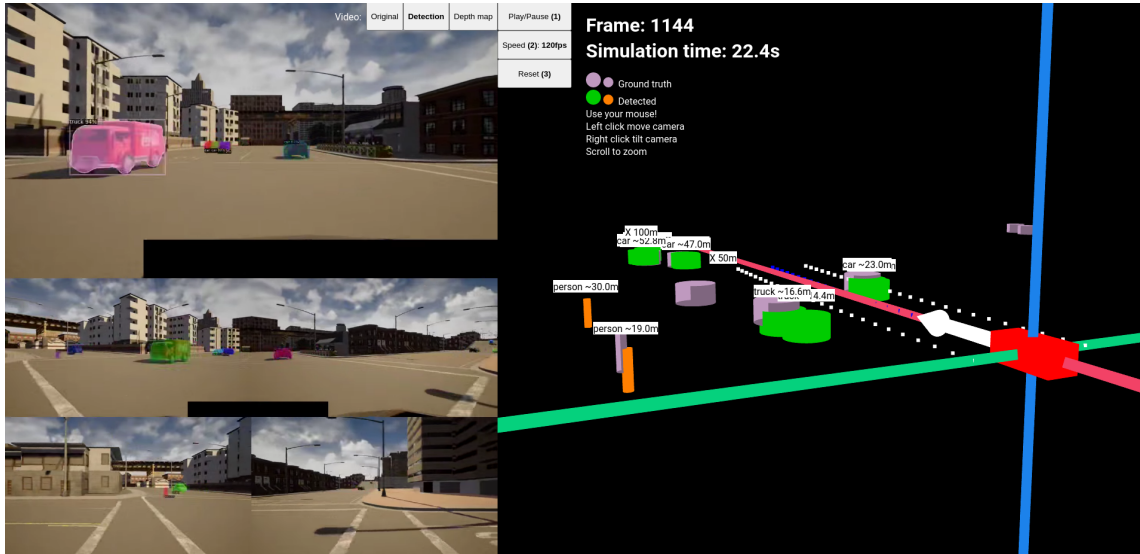 Video:
Original
Detection
Depth map
Play/Pause (1)
Speed (2): 120fps
Reset (3)
Frame: 1144
Simulation time: 22.4s
Ground truth
Detected
Use your mouse!
Left click move camera
Right click tilt camera
Scroll to zoom
truck 94%
X 100m
car ~52.8m
car ~47.0m
X 50m
car ~23.0m
person ~30.0m
truck ~16.6m
14.4m
person ~19.0m